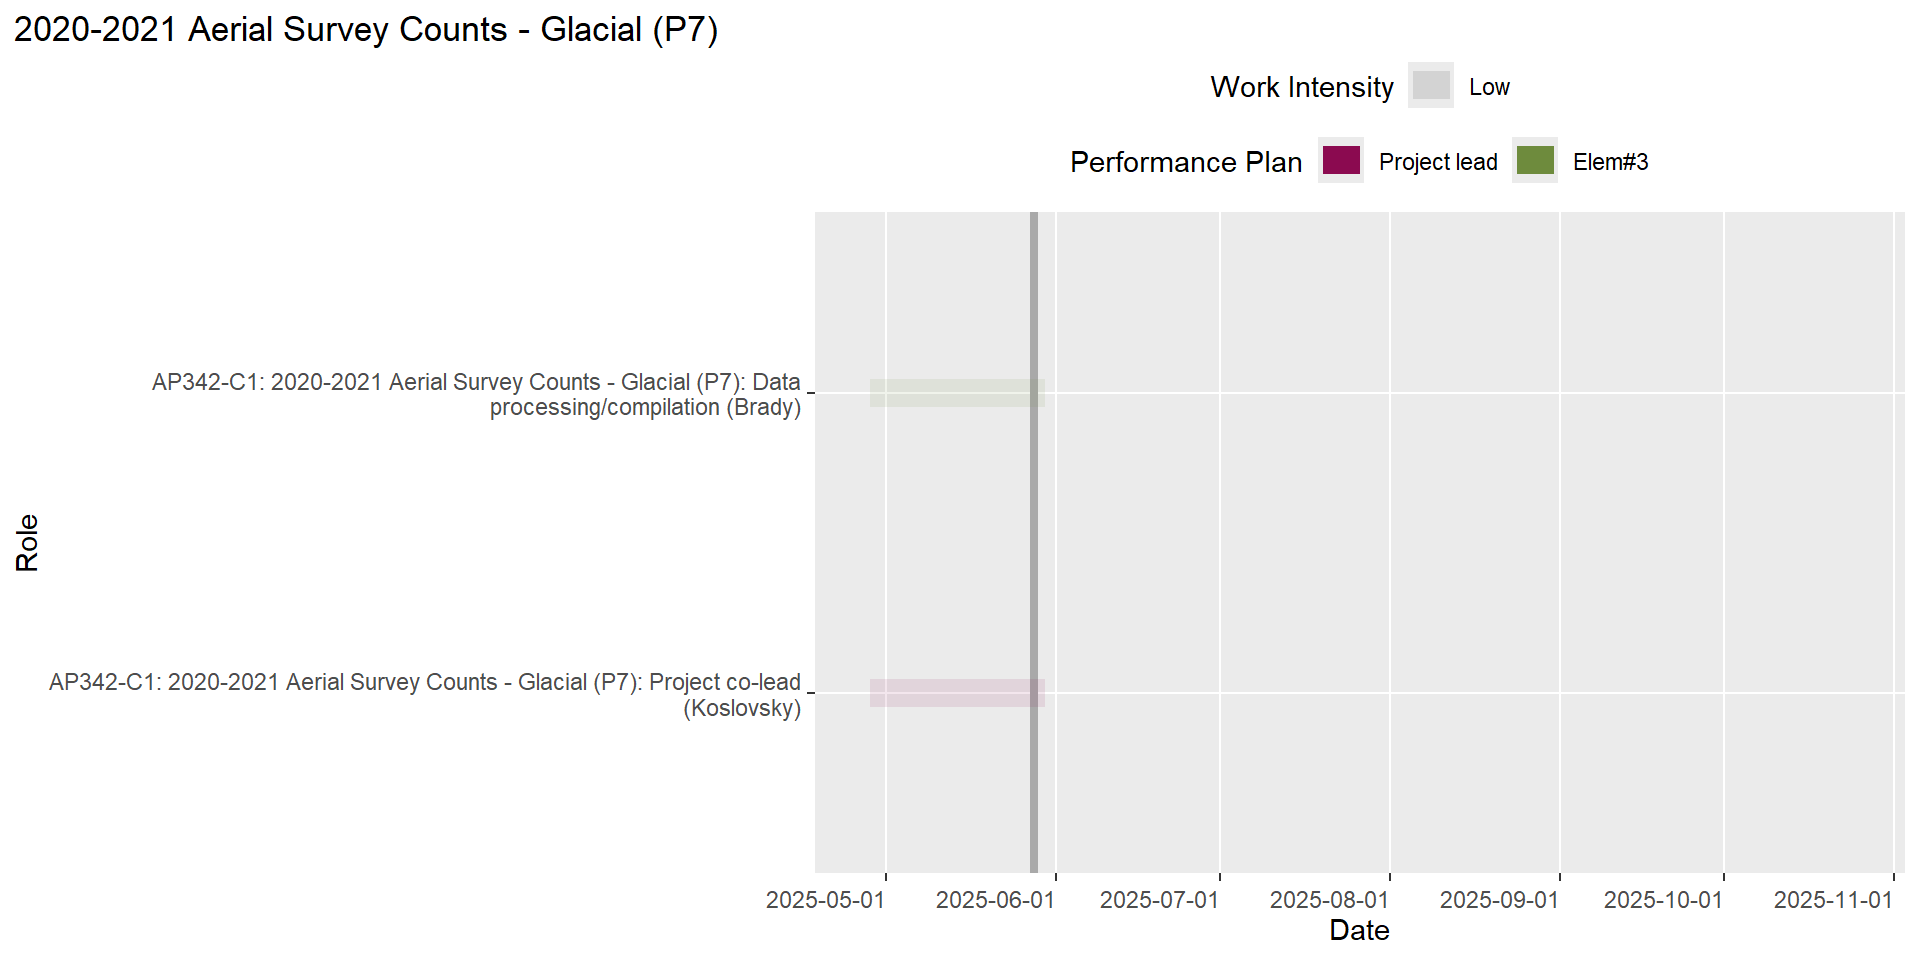 2020-2021 Aerial Survey Counts - Glacial (P7)
Work Intensity Low
Performance Plan Project lead Elem#3
AP342-C1: 2020-2021 Aerial Survey Counts - Glacial (P7): Data
processing/compilation (Brady)
Role
AP342-C1: 2020-2021 Aerial Survey Counts - Glacial (P7): Project co-lead
(Koslovsky)
2025-05-01 2025-06-01 2025-07-01 2025-08-01 2025-09-01 2025-10-01 2025-11-01
Date